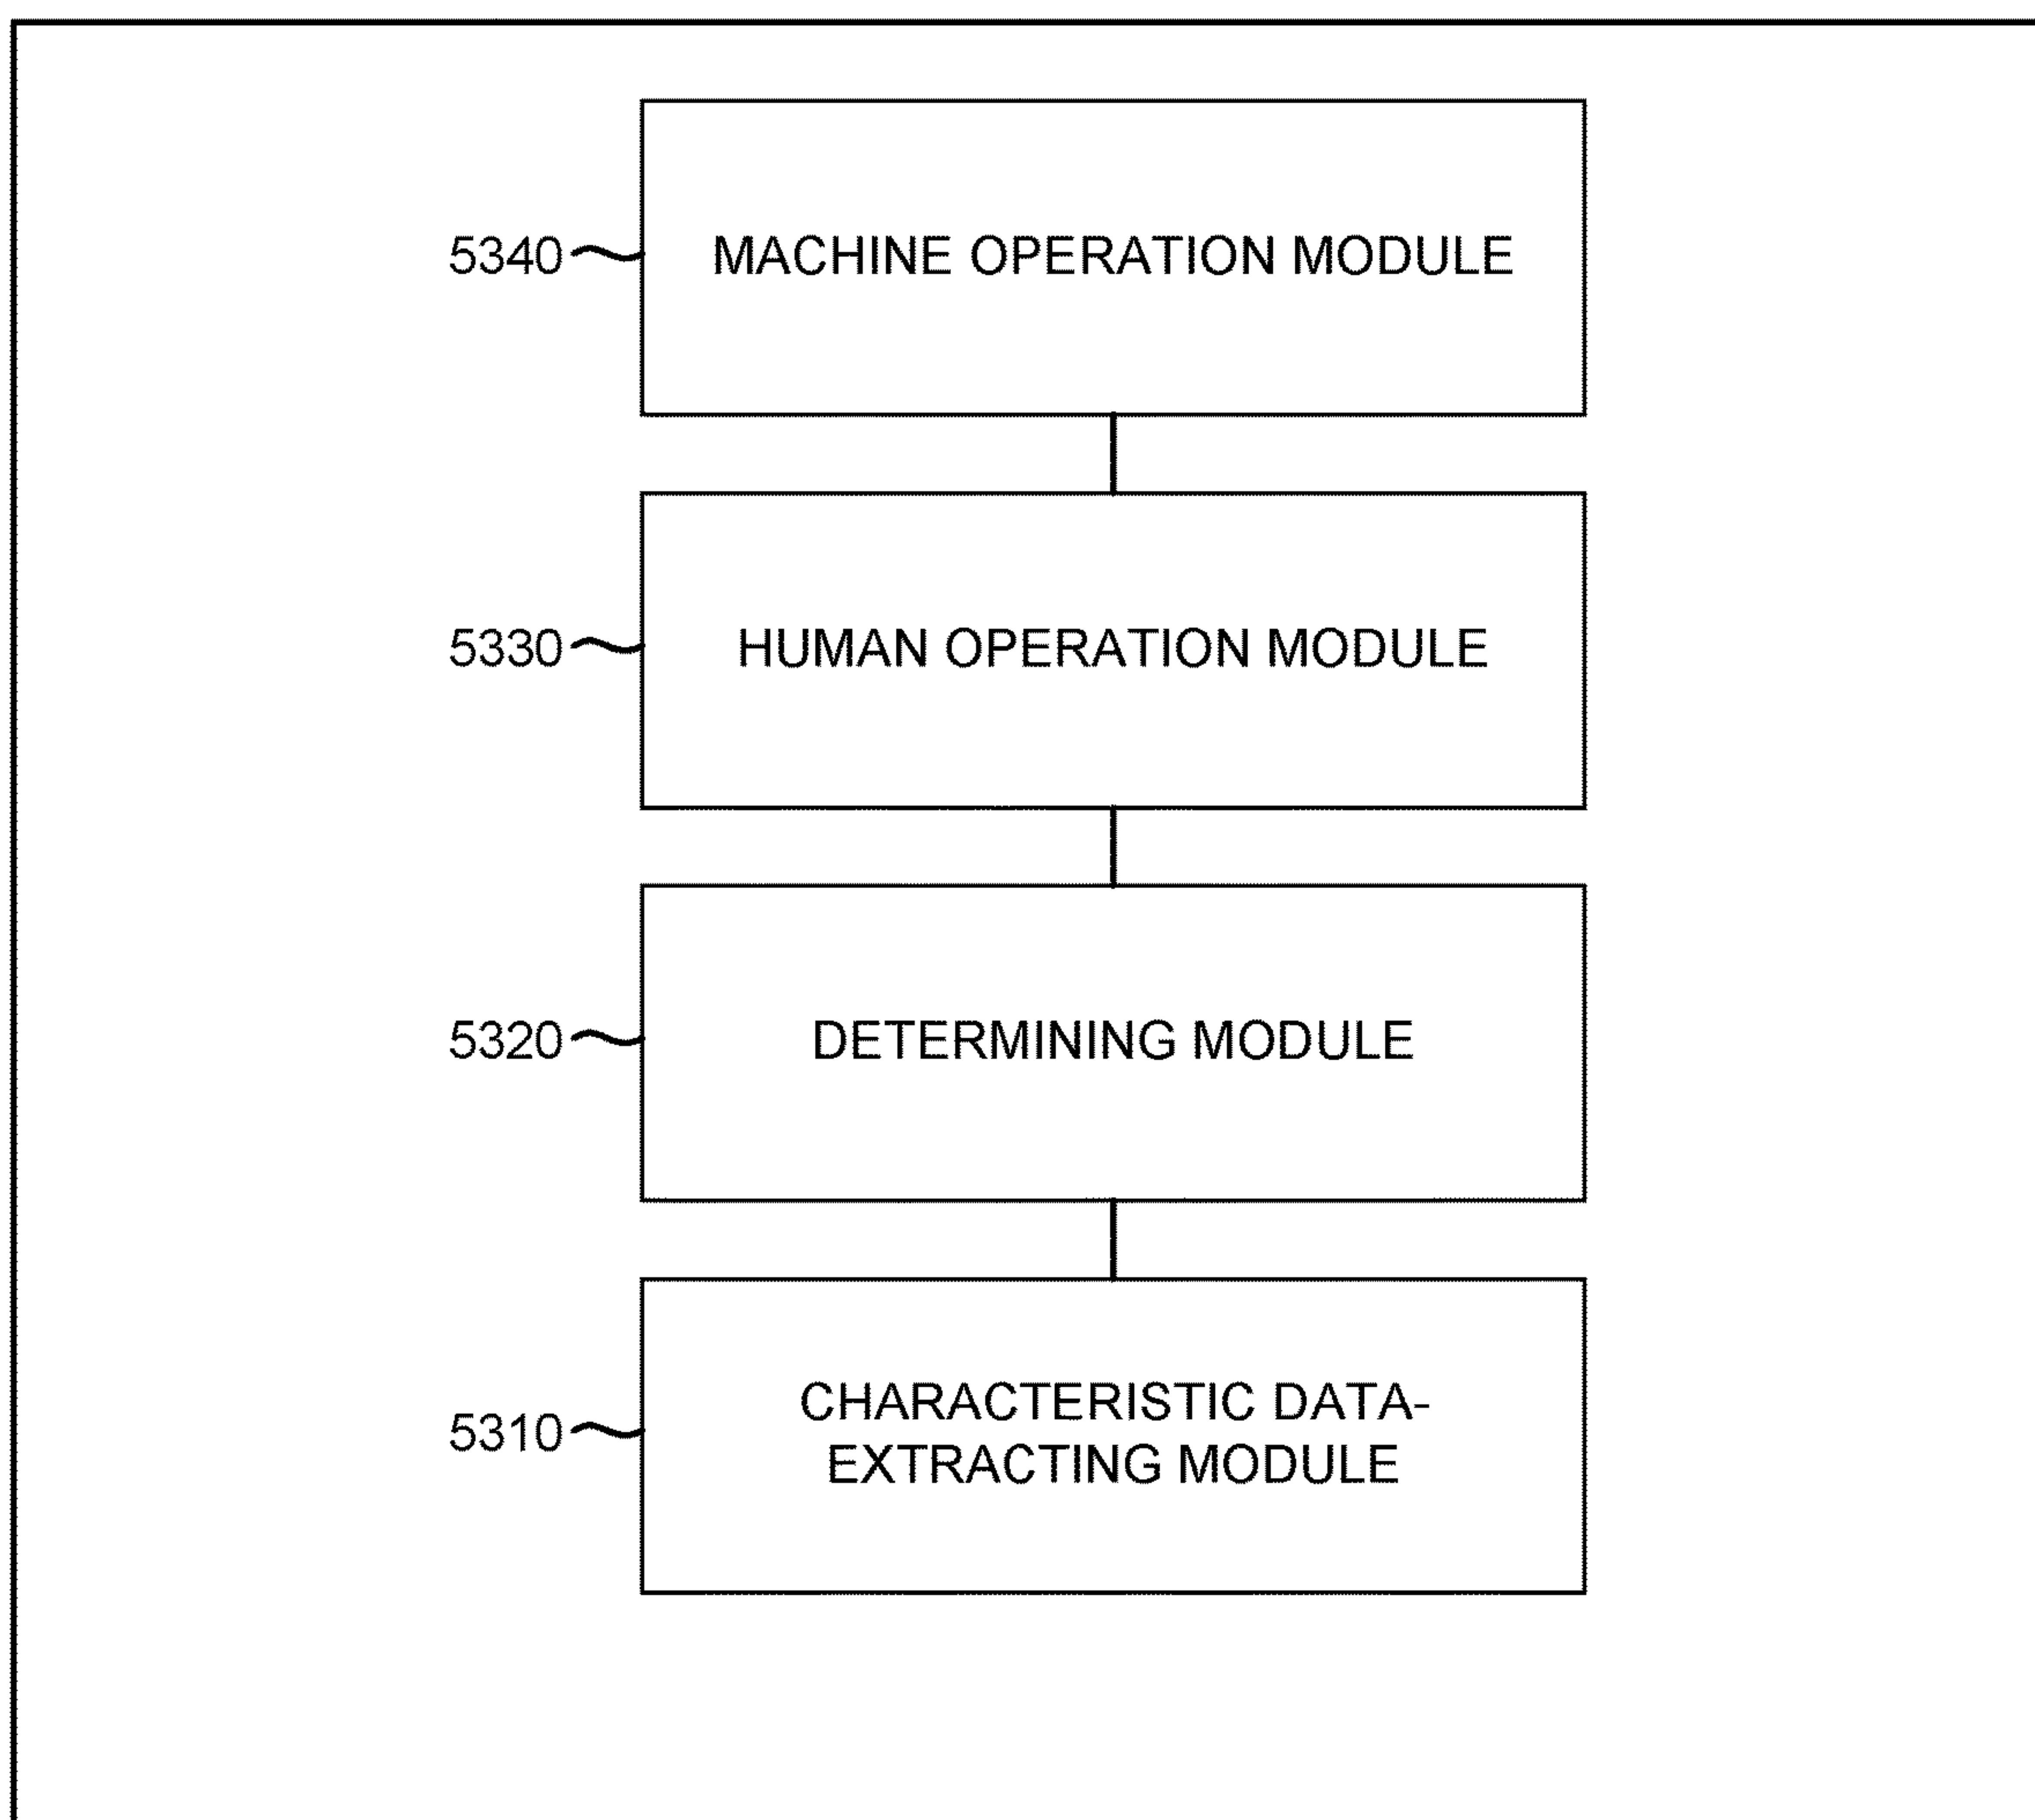 5340 MACHINE OPERATION MODULE
5330 HUMAN OPERATION MODULE
5320 DETERMINING MODULE
CHARACTERISTIC DATA-
5310
EXTRACTING MODULE